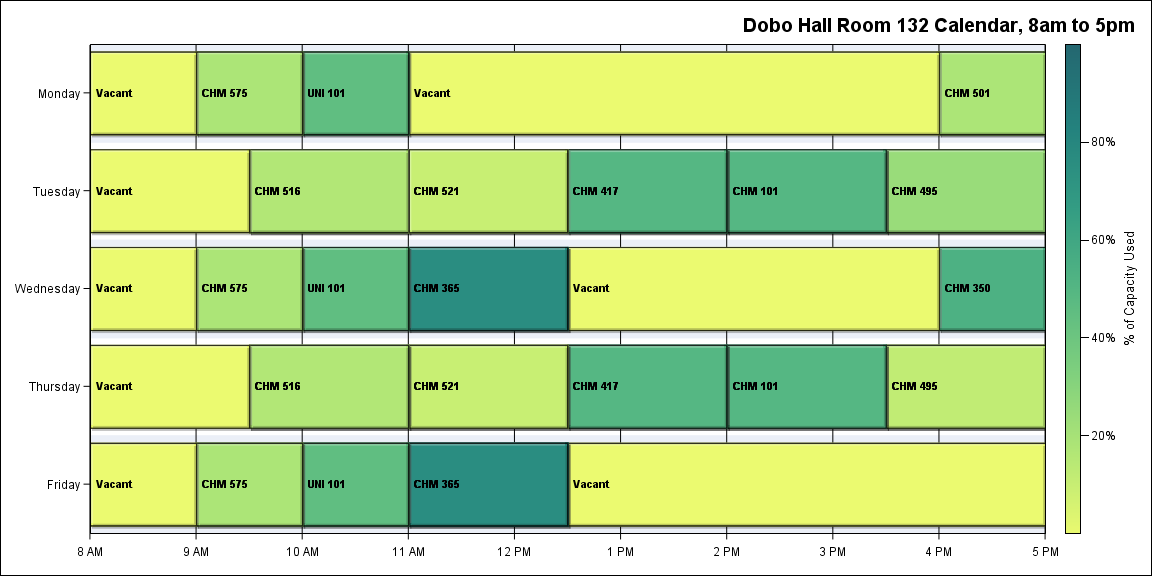 Dobo Hall Room 132 Calendar, 8am to 5pm
Monday
Vacant
CHM 575
UNI 101
Vacant
CHM 501
Tuesday
Vacant
CHM 516
CHM 521
CHM 417
CHM 101
CHM 495
Wednesday
Vacant
CHM 575
UNI 101
CHM 365
Vacant
CHM 350
Thursday
Vacant
CHM 516
CHM 521
CHM 417
CHM 101
CHM 495
Friday
Vacant
CHM 575
UNI 101
CHM 365
Vacant
8 AM
9 AM
10 AM
11 AM
12 PM
1 PM
2 PM
3 PM
4 PM
5 PM
80%
60%
40%
20%
% of Capacity Used